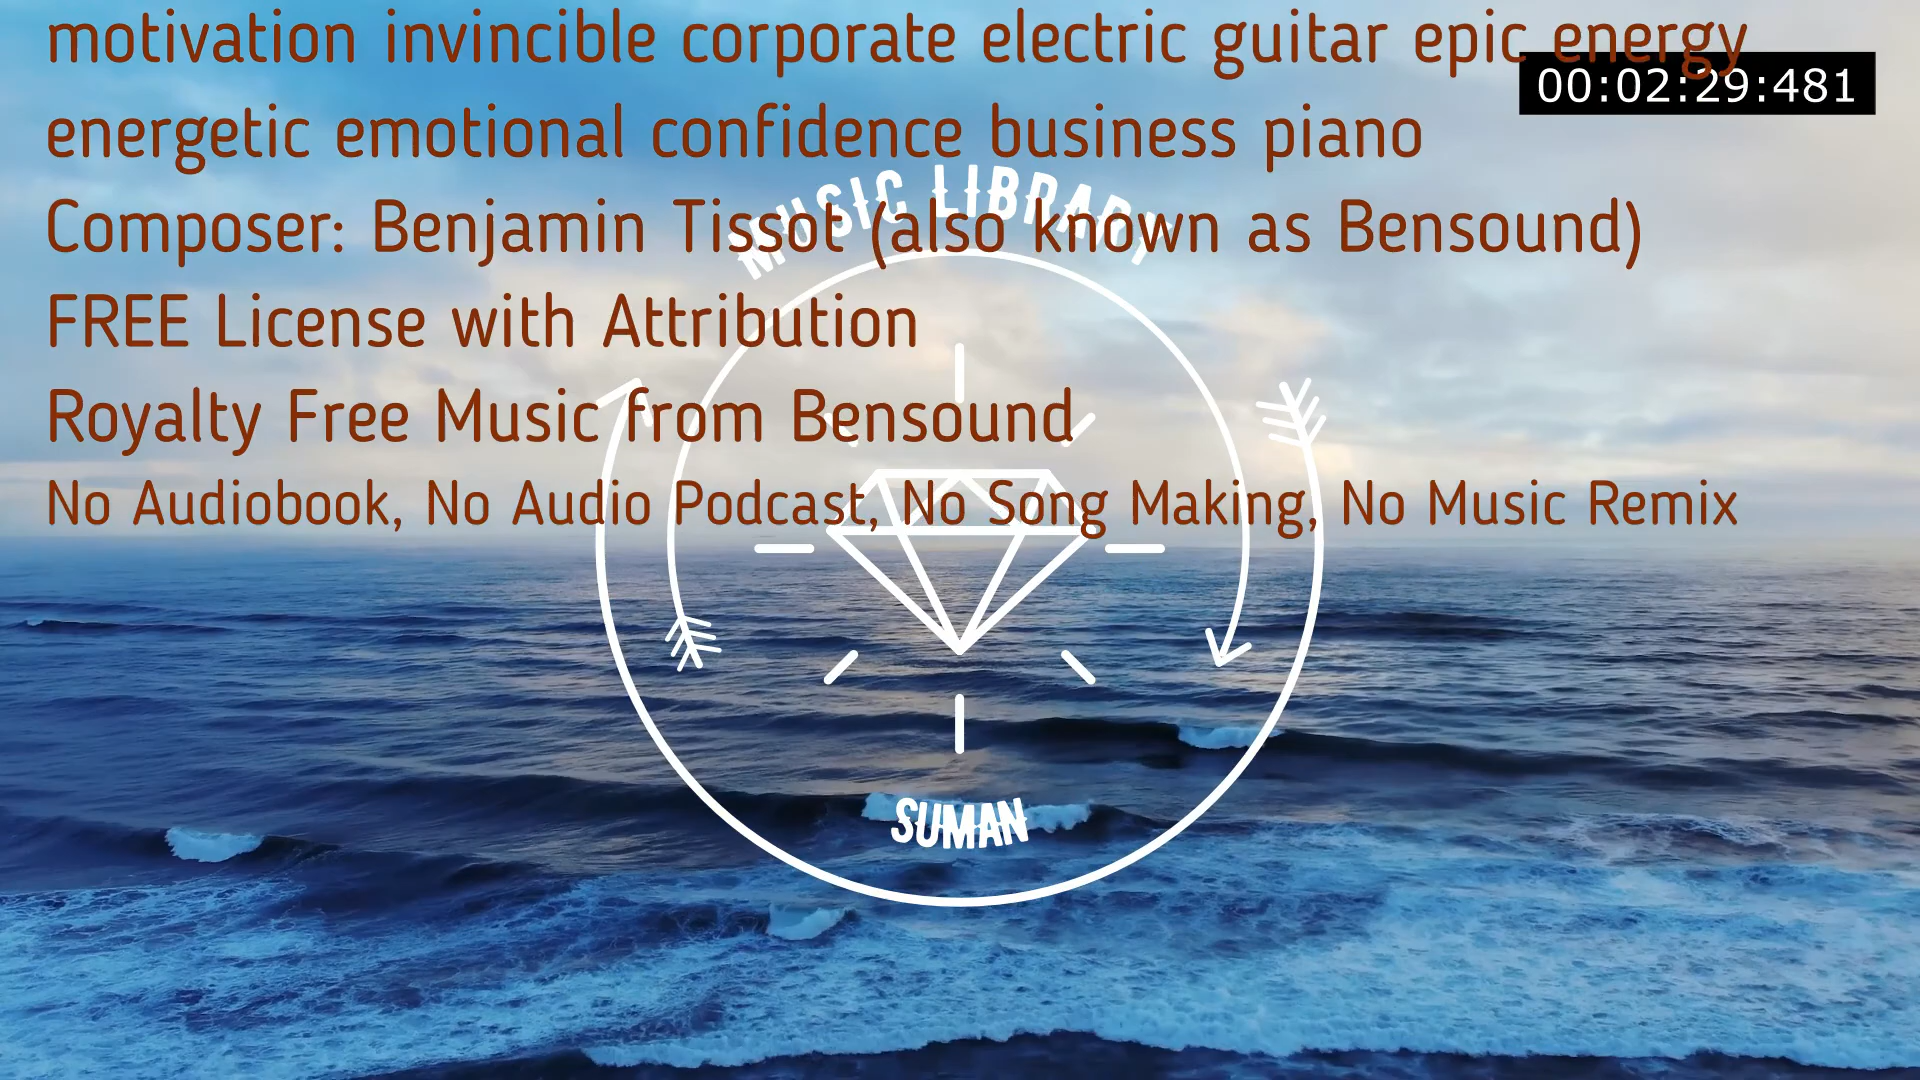 motivation invincible corporate electric guitar epic energy
00:02:29:481
energetic emotional confidence business piano
MUSIC LIBRARY
Composer: Benjamin Tissot (also known as Bensound)
FREE License with Attribution
Royalty Free Music from Bensound
No Audiobook, No Audio Podcast, No Song Making, No Music Remix
SUMAN